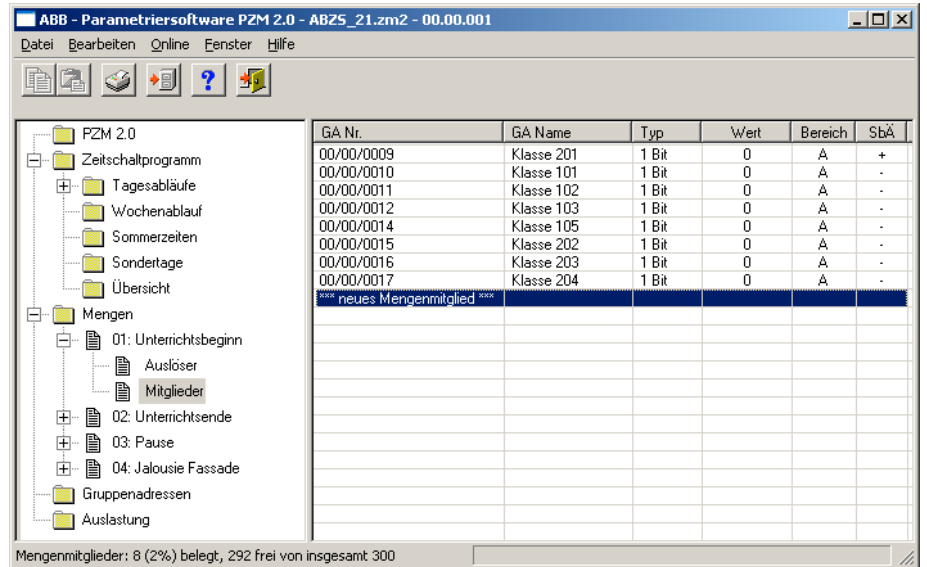 ABB - Parametriersoftware PZM 2.0 - ABZS_21.zm2 - 00.00.001
Datei Bearbeiten Online Fenster Hilfe
PZM 2.0
Zeitschaltprogramm
Tagesabläufe
Wochenablauf
Sommerzeiten
Sondertage
Übersicht
Mengen
01: Unterrichtsbeginn
Auslöser
Mitglieder
02: Unterrichtsende
03: Pause
04: Jalousie Fassade
Gruppenadressen
Auslastung
GA Nr. GA Name Typ Wert Bereich SbÄ
00/00/0009 Klasse 201 1 Bit 0 A +
00/00/0010 Klasse 101 1 Bit 0 A -
00/00/0011 Klasse 102 1 Bit 0 A -
00/00/0012 Klasse 103 1 Bit 0 A -
00/00/0014 Klasse 105 1 Bit 0 A -
00/00/0015 Klasse 202 1 Bit 0 A -
00/00/0016 Klasse 203 1 Bit 0 A -
00/00/0017 Klasse 204 1 Bit 0 A -
*** neues Mengenmitglied ***
Mengenmitglieder: 8 (2%) belegt, 292 frei von insgesamt 300